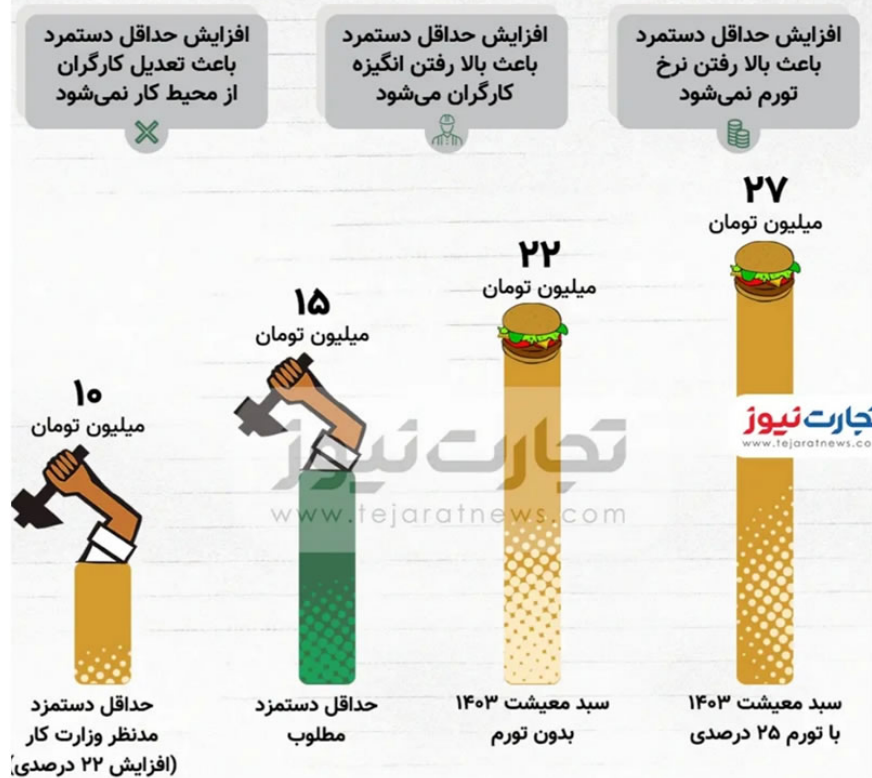 افزایش حداقل دستمرد
باعث بالا رفتن نرخ
تورم نمی‌شود
افزایش حداقل دستمرد
باعث بالا رفتن انگیزه
کارگران می‌شود
افزایش حداقل دستمرد
باعث تعدیل کارگران
از محیط کار نمی‌شود
۲۷
میلیون تومان
۲۲
میلیون تومان
۱۵
میلیون تومان
۱۰
میلیون تومان
تجارت‌نیوز
www.tejaratnews.co
تجارت‌نیوز
www.tejaratnews.com
سبد معیشت ۱۴۰۳
با تورم ۲۵ درصدی
سبد معیشت ۱۴۰۳
بدون تورم
حداقل دستمزد
مطلوب
حداقل دستمزد
مدنظر وزارت کار
(افزایش ۲۲ درصدی)